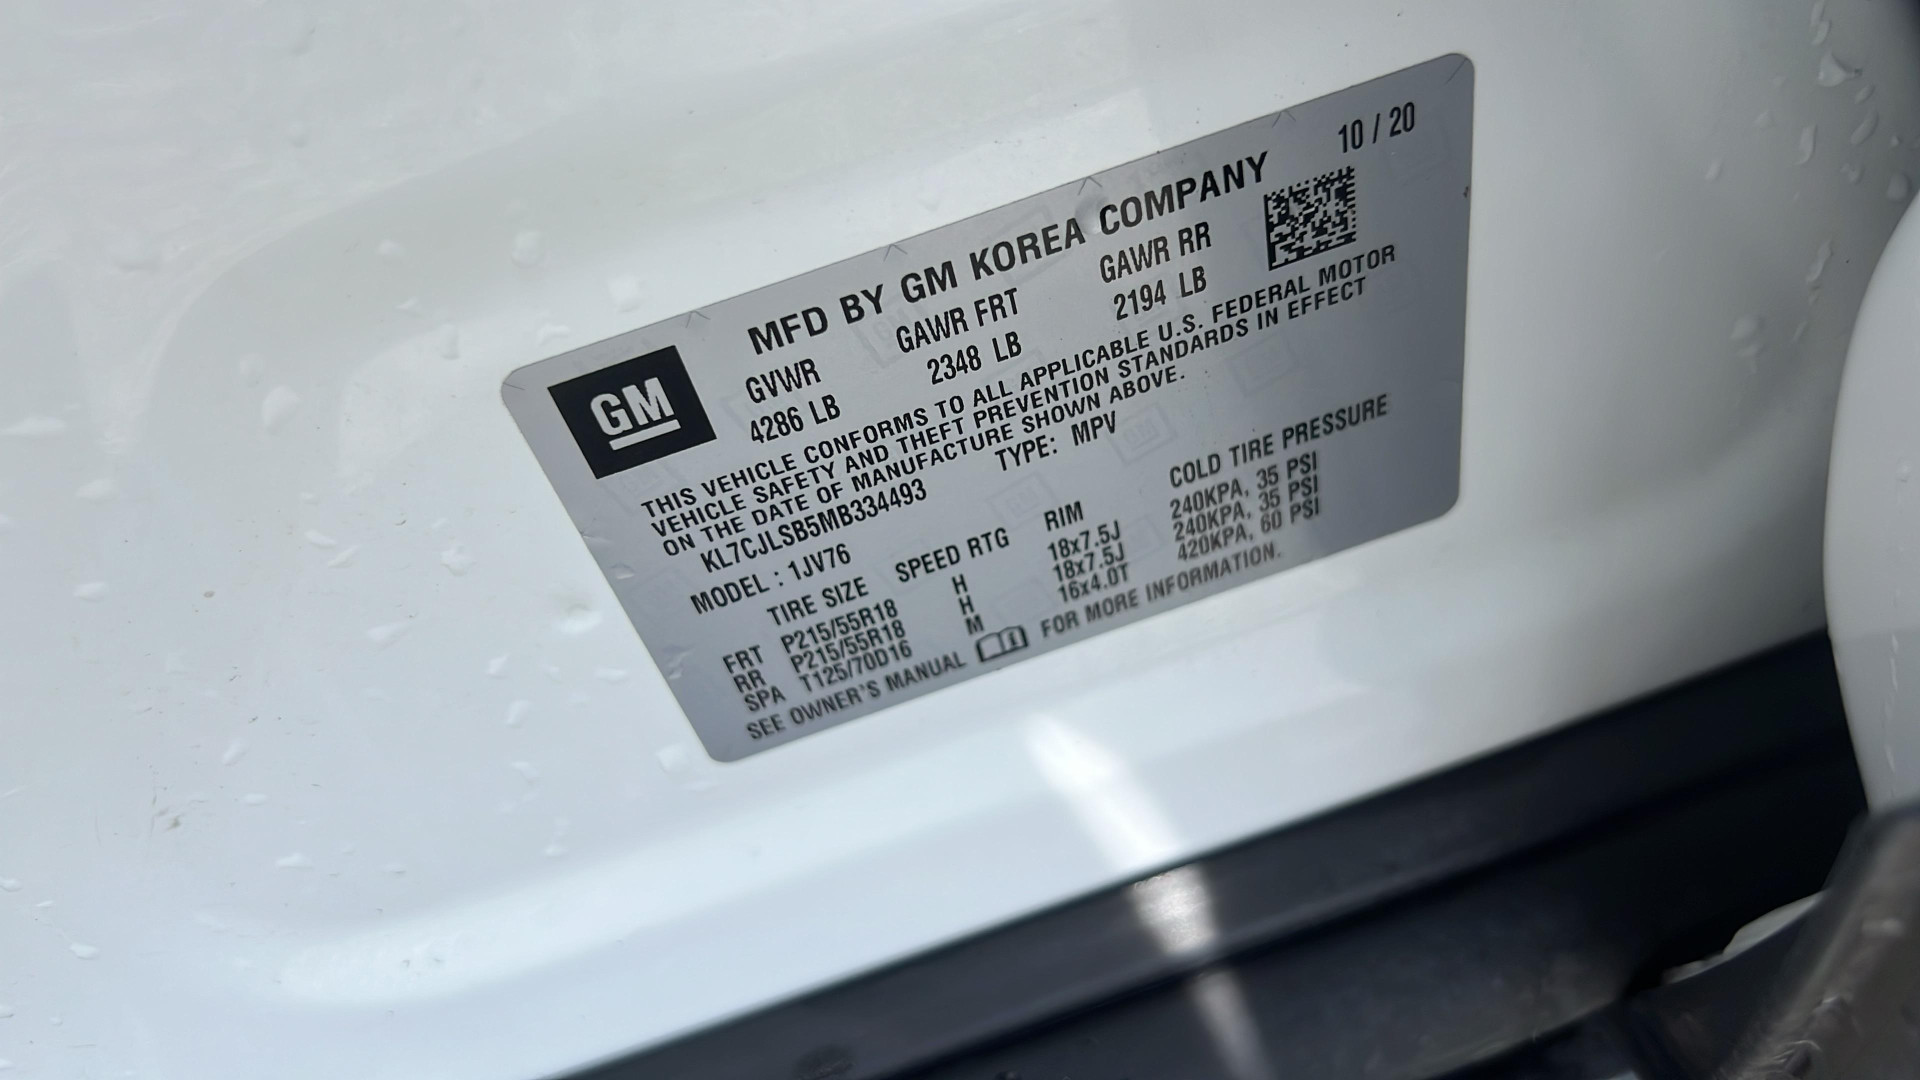 10 / 20
MFD BY GM KOREA COMPANY
GM
GVWR GAWR FRT GAWR RR
4286 LB 2348 LB 2194 LB
THIS VEHICLE CONFORMS TO ALL APPLICABLE U.S. FEDERAL MOTOR
VEHICLE SAFETY AND THEFT PREVENTION STANDARDS IN EFFECT
ON THE DATE OF MANUFACTURE SHOWN ABOVE.
KL7CJLSB5MB334493 TYPE: MPV
MODEL : 1JV76
TIRE SIZE SPEED RTG RIM COLD TIRE PRESSURE
FRT P215/55R18 H 18x7.5J 240KPA, 35 PSI
RR P215/55R18 H 18x7.5J 240KPA, 35 PSI
SPA T125/70D16 M 16x4.0T 420KPA, 60 PSI
SEE OWNER'S MANUAL FOR MORE INFORMATION.